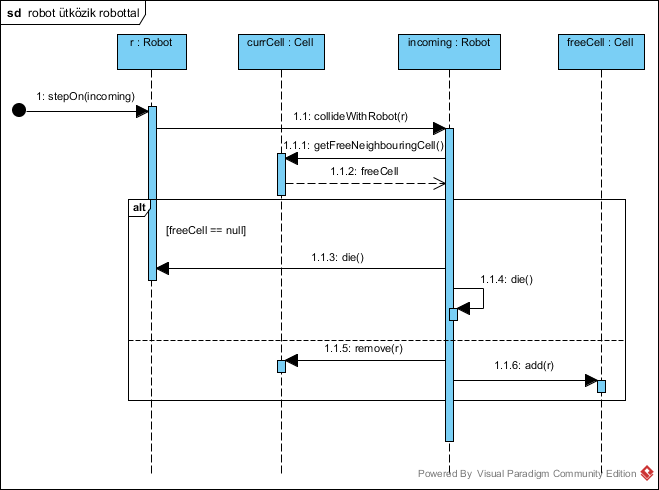 sd robot ütközik robottal
r : Robot
currCell : Cell
incoming : Robot
freeCell : Cell
1: stepOn(incoming)
1.1: collideWithRobot(r)
1.1.1: getFreeNeighbouringCell()
1.1.2: freeCell
alt
[freeCell == null]
1.1.3: die()
1.1.4: die()
1.1.5: remove(r)
1.1.6: add(r)
Powered By Visual Paradigm Community Edition